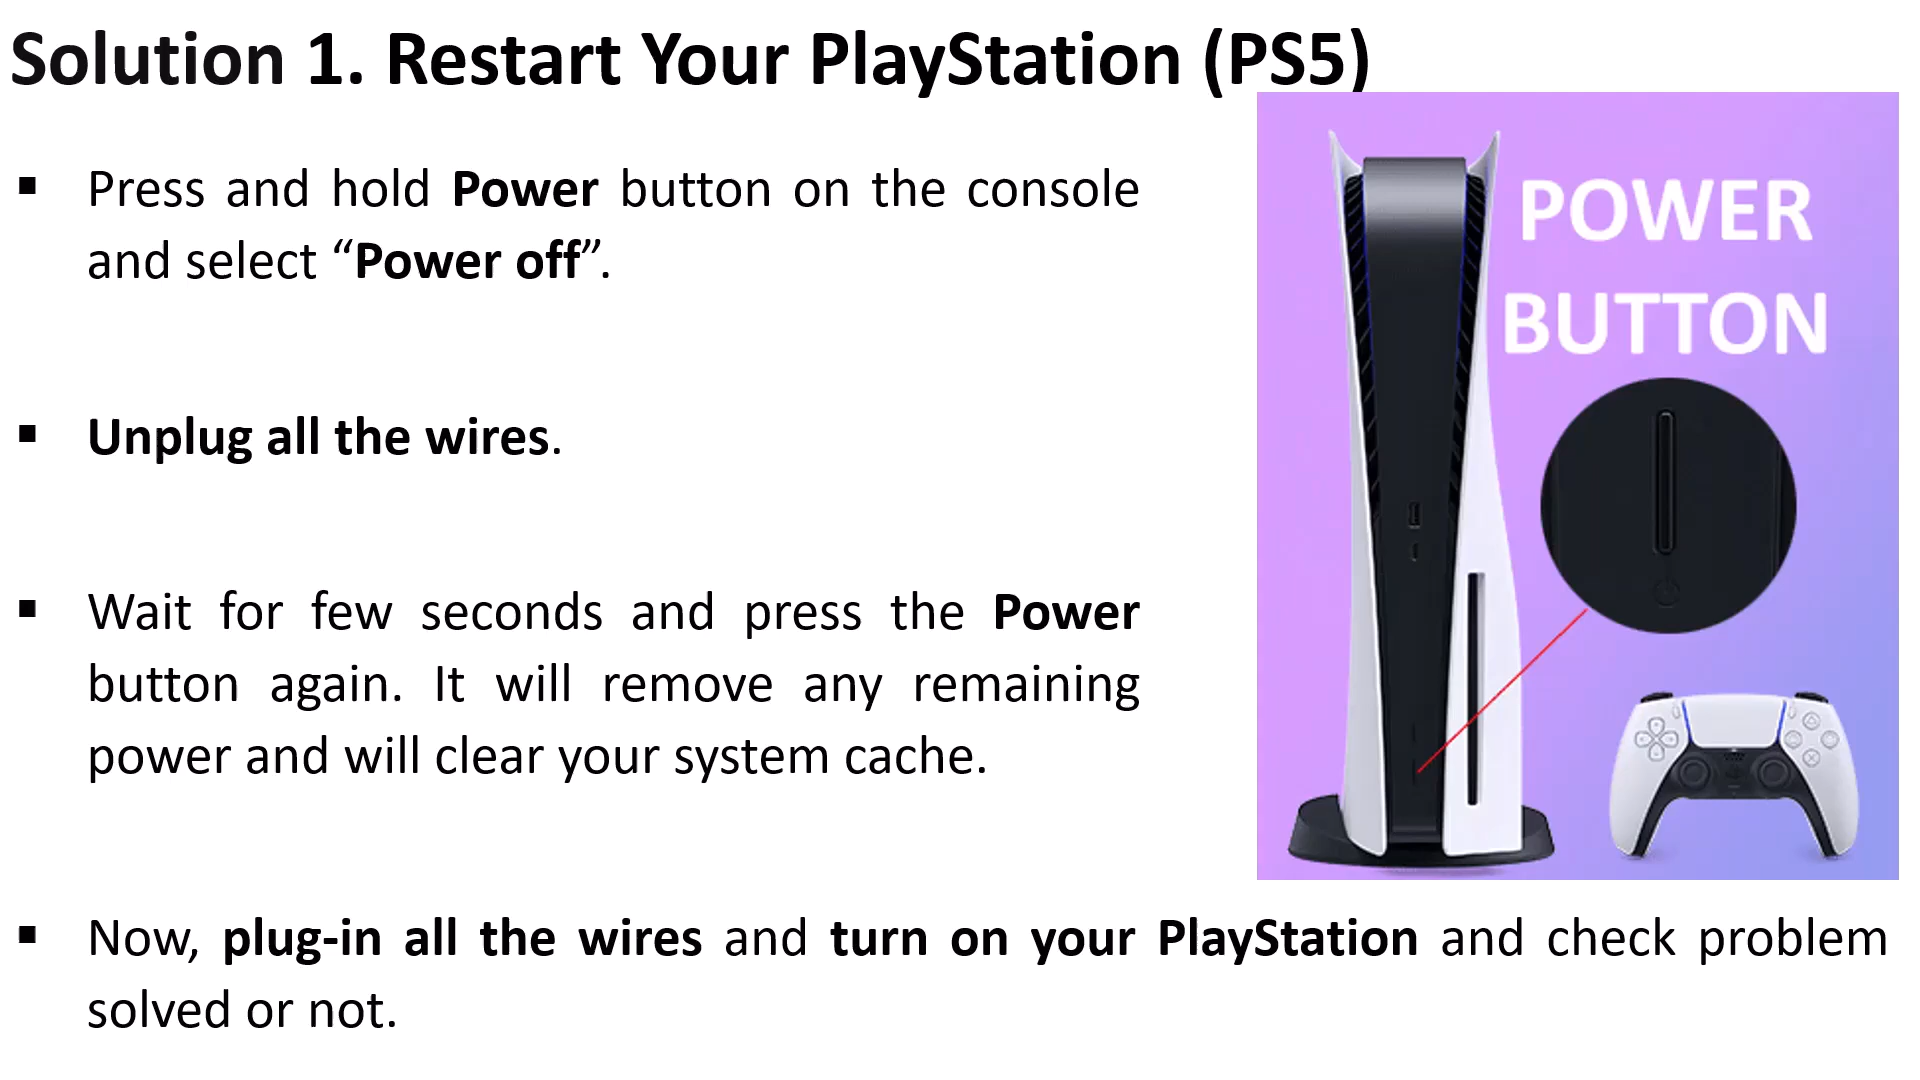 Solution 1. Restart Your PlayStation (PS5)
▪ Press and hold Power button on the console
and select “Power off”.
▪ Unplug all the wires.
▪ Wait for few seconds and press the Power
button again. It will remove any remaining
power and will clear your system cache.
▪ Now, plug-in all the wires and turn on your PlayStation and check problem
solved or not.
POWER
BUTTON